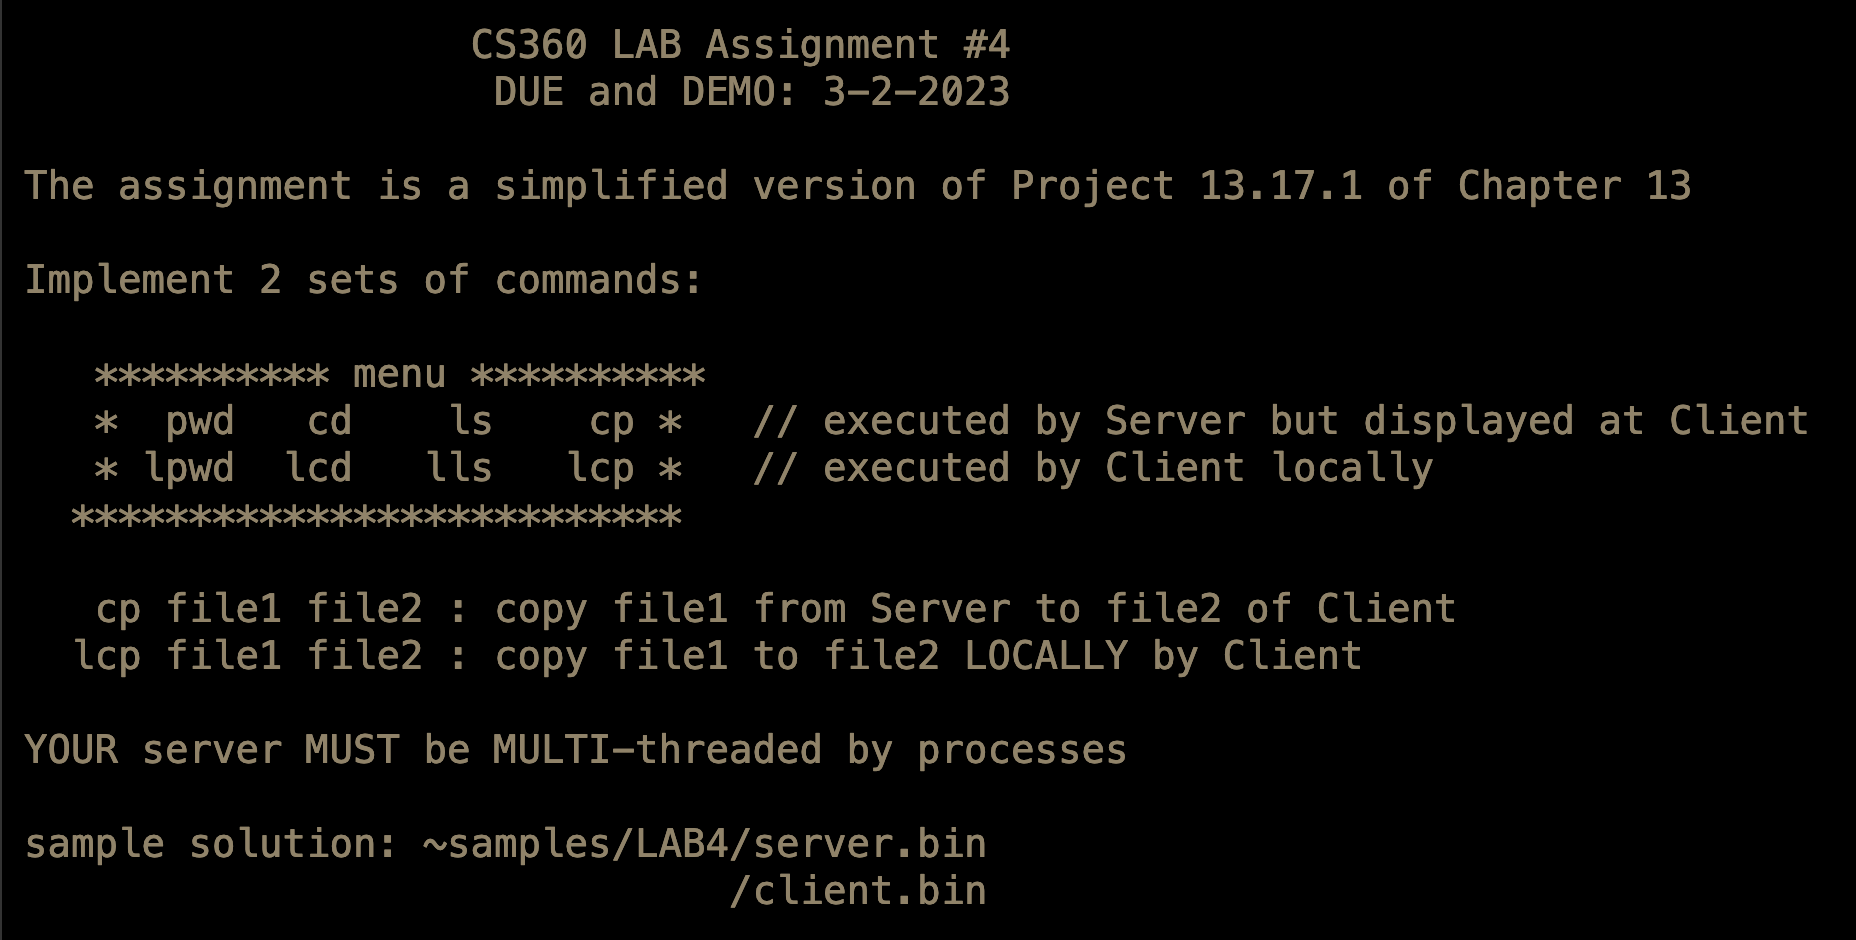 CS360 LAB Assignment #4
DUE and DEMO: 3-2-2023
The assignment is a simplified version of Project 13.17.1 of Chapter 13
Implement 2 sets of commands:
********** menu **********
*  pwd   cd    ls    cp *   // executed by Server but displayed at Client
* lpwd  lcd   lls   lcp *   // executed by Client locally
**************************
cp file1 file2 : copy file1 from Server to file2 of Client
lcp file1 file2 : copy file1 to file2 LOCALLY by Client
YOUR server MUST be MULTI-threaded by processes
sample solution: ~samples/LAB4/server.bin
/client.bin